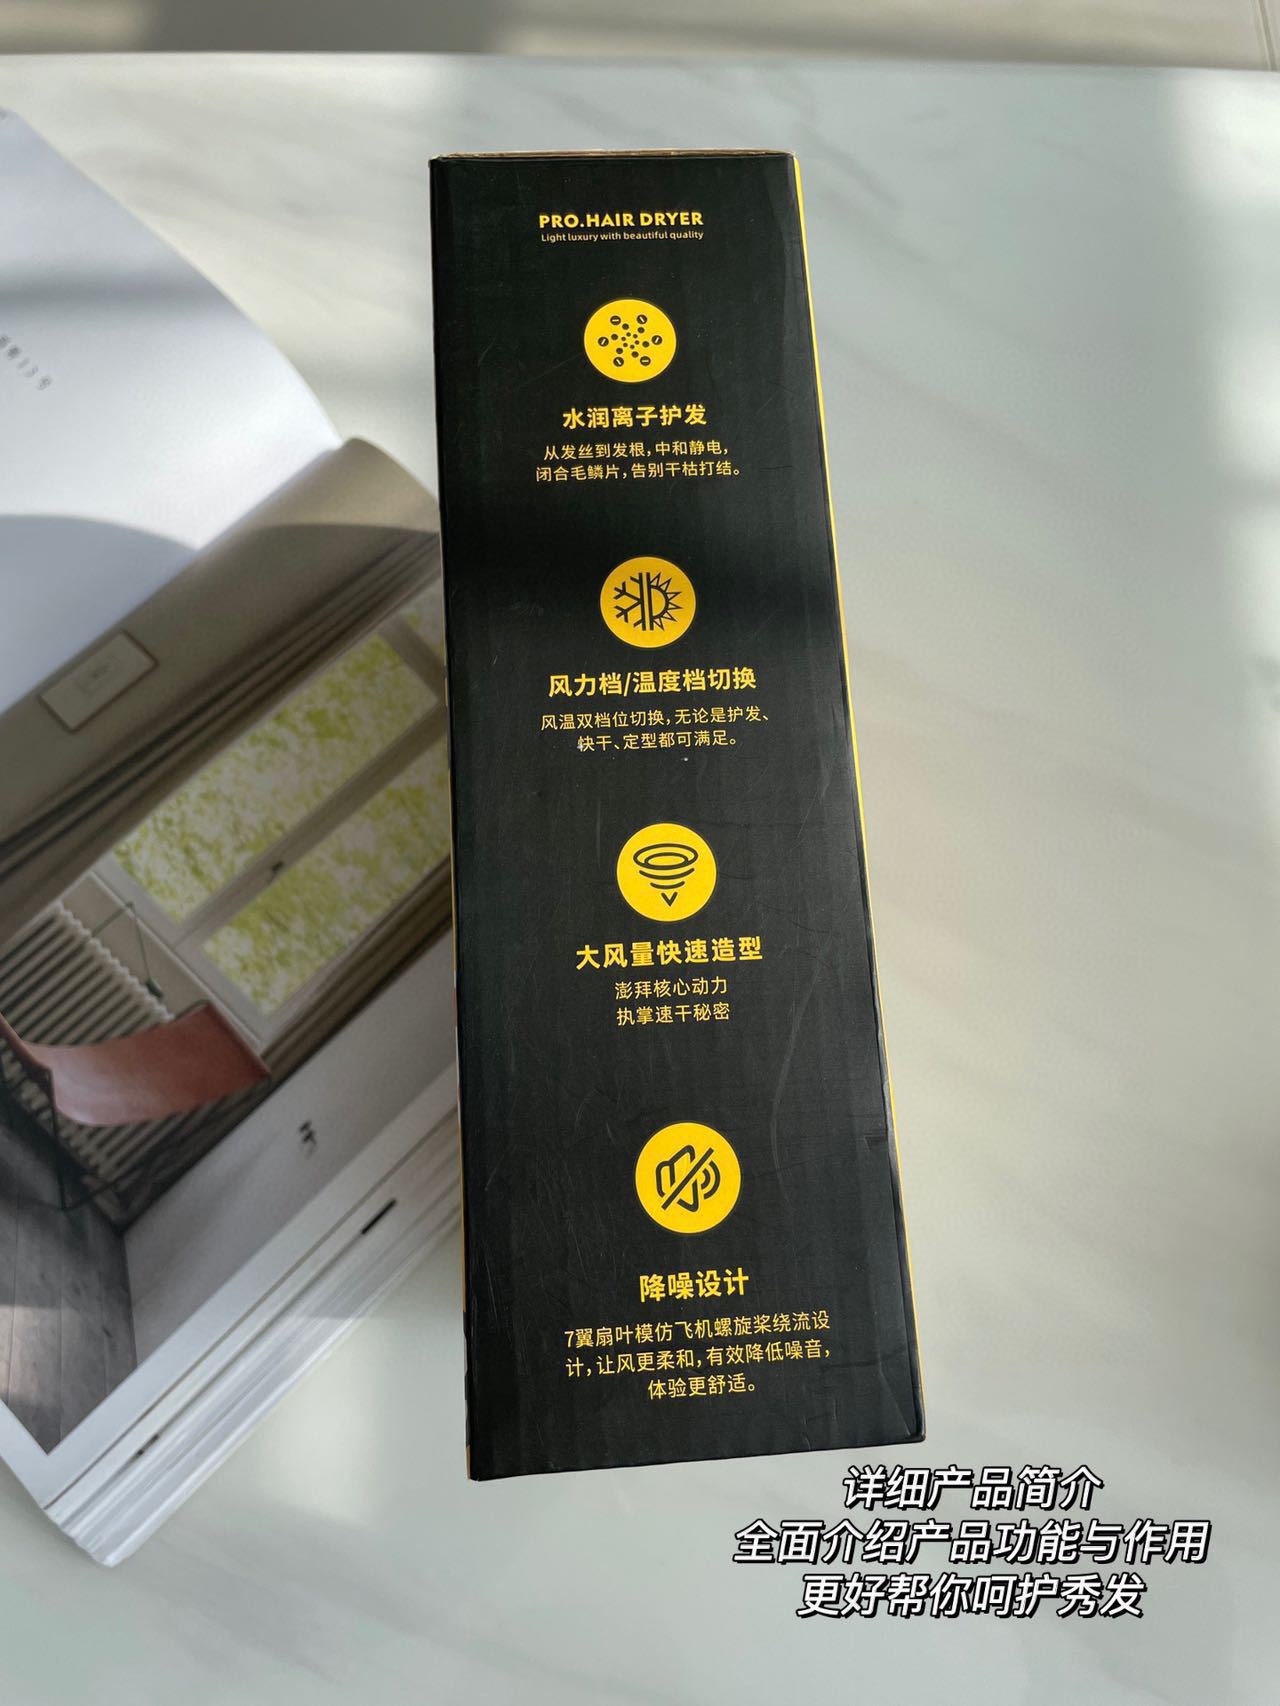 PRO.HAIR DRYER
Light luxury with beautiful quality
水润离子护发
从发丝到发根,中和静电,
闭合毛鳞片,告别干枯打结。
风力档/温度档切换
风温双档位切换,无论是护发、
快干、定型都可满足。
大风量快速造型
澎拜核心动力
执掌速干秘密
降噪设计
7翼扇叶模仿飞机螺旋桨绕流设
计,让风更柔和,有效降低噪音,
体验更舒适。
详细产品简介
全面介绍产品功能与作用
更好帮你呵护秀发